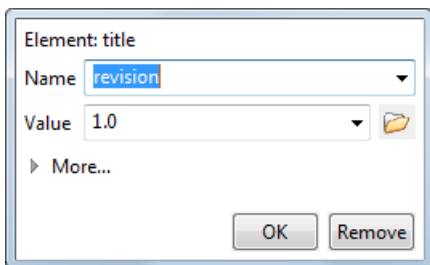 Element: title
Name revision
Value 1.0
More...
OK Remove